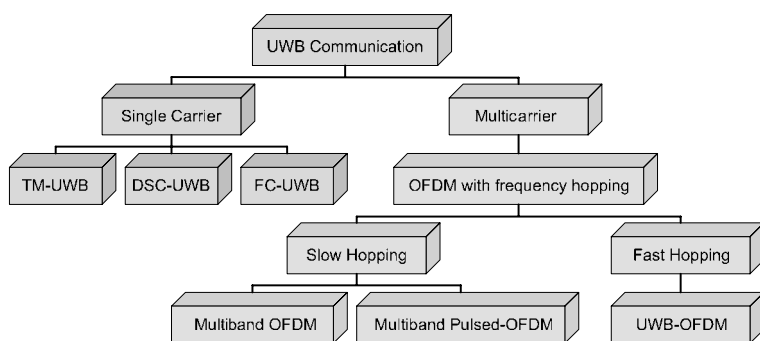 UWB Communication
Single Carrier
Multicarrier
TM-UWB
DSC-UWB
FC-UWB
OFDM with frequency hopping
Slow Hopping
Fast Hopping
Multiband OFDM
Multiband Pulsed-OFDM
UWB-OFDM